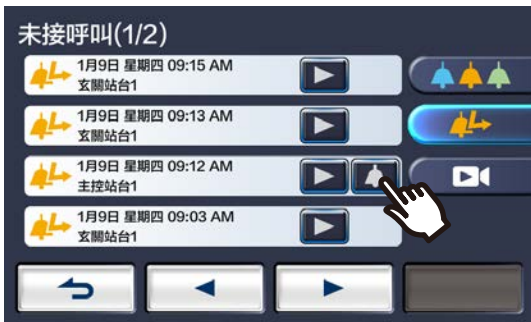 未接呼叫(1/2)
1月9日 星期四 09:15 AM
玄關站台1
1月9日 星期四 09:13 AM
玄關站台1
1月9日 星期四 09:12 AM
主控站台1
1月9日 星期四 09:03 AM
玄關站台1